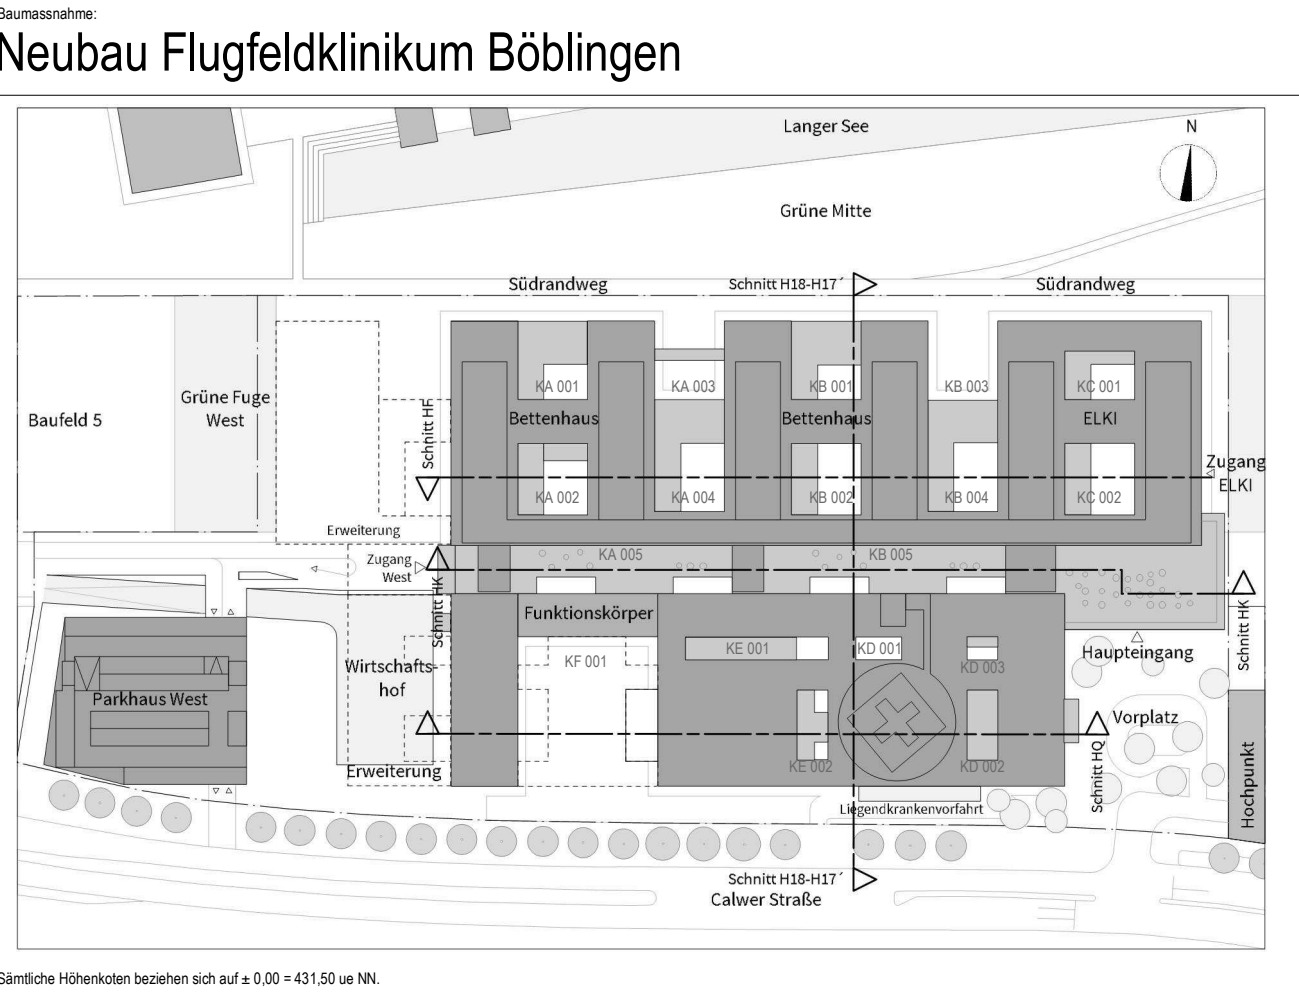 Baumassnahme:
Neubau Flugfeldklinikum Böblingen
Langer See
N
Grüne Mitte
Südrandweg
Schnitt H18-H17´
Südrandweg
KA 001
KA 003
KB 001
KB 003
KC 001
Grüne Fuge
West
Baufeld 5
Schnitt HF
Bettenhaus
Bettenhaus
ELKI
Zugang
ELKI
KA 002
KA 004
KB 002
KB 004
KC 002
Erweiterung
Zugang
West
KA 005
KB 005
Schnitt HK
Schnitt HK
Funktionskörper
Wirtschafts-
hof
KF 001
KE 001
KD 001
KD 003
Haupteingang
Parkhaus West
Vorplatz
Erweiterung
KE 002
KD 002
Schnitt HQ
Hochpunkt
Liegendkrankenvorfahrt
Schnitt H18-H17´
Calwer Straße
Sämtliche Höhenkoten beziehen sich auf ± 0,00 = 431,50 ue NN.